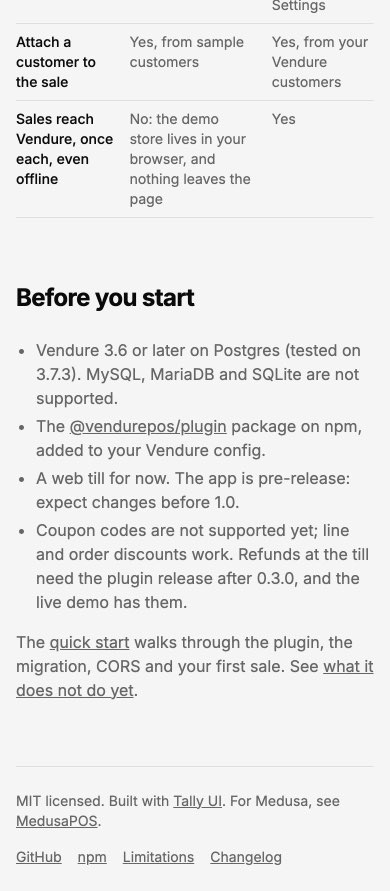 Settings
Attach a
customer to
the sale
Yes, from sample
customers
Yes, from your
Vendure
customers
Sales reach
Vendure, once
each, even
offline
No: the demo
store lives in your
browser, and
nothing leaves the
page
Yes
Before you start
• Vendure 3.6 or later on Postgres (tested on
3.7.3). MySQL, MariaDB and SQLite are not
supported.
• The @vendurepos/plugin package on npm,
added to your Vendure config.
• A web till for now. The app is pre-release:
expect changes before 1.0.
• Coupon codes are not supported yet; line
and order discounts work. Refunds at the till
need the plugin release after 0.3.0, and the
live demo has them.
The quick start walks through the plugin, the
migration, CORS and your first sale. See what it
does not do yet.
MIT licensed. Built with Tally UI. For Medusa, see
MedusaPOS.
GitHub npm Limitations Changelog